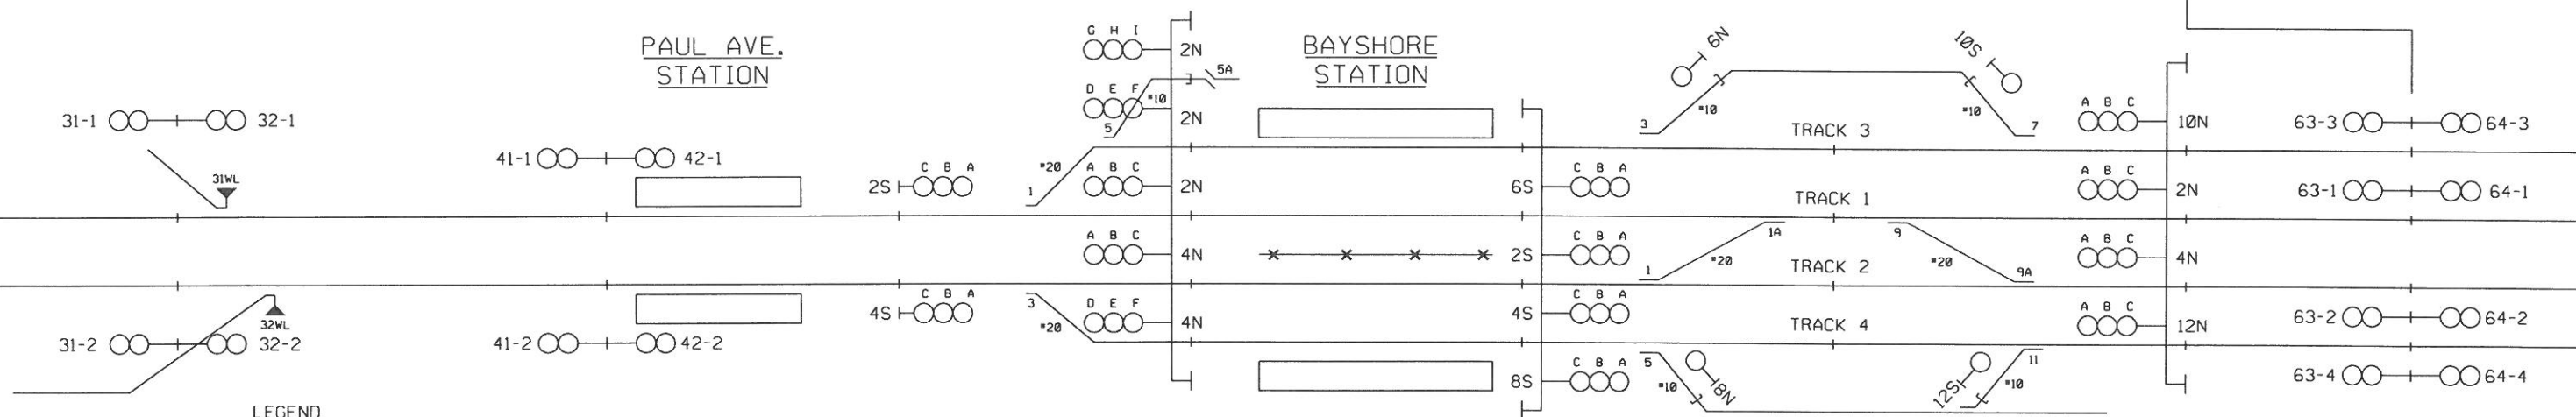 PAUL AVE.
STATION
BAYSHORE
STATION
31-1
32-1
31WL
41-1
42-1
2S
C B A
1
"20
G H I
2N
D E F
2N
5
"10
5A
A B C
2N
A B C
4N
D E F
4N
4S
C B A
3
"20
31-2
32-2
32WL
41-2
42-2
LEGEND
6S
C B A
2S
C B A
4S
C B A
8S
C B A
6N
3
"10
10S
"10
7
TRACK 3
TRACK 1
1
"20
1A
TRACK 2
9
"20
9A
TRACK 4
5
"10
8N
12S
"10
11
A B C
10N
A B C
2N
A B C
4N
A B C
12N
63-3
64-3
63-1
64-1
63-2
64-2
63-4
64-4